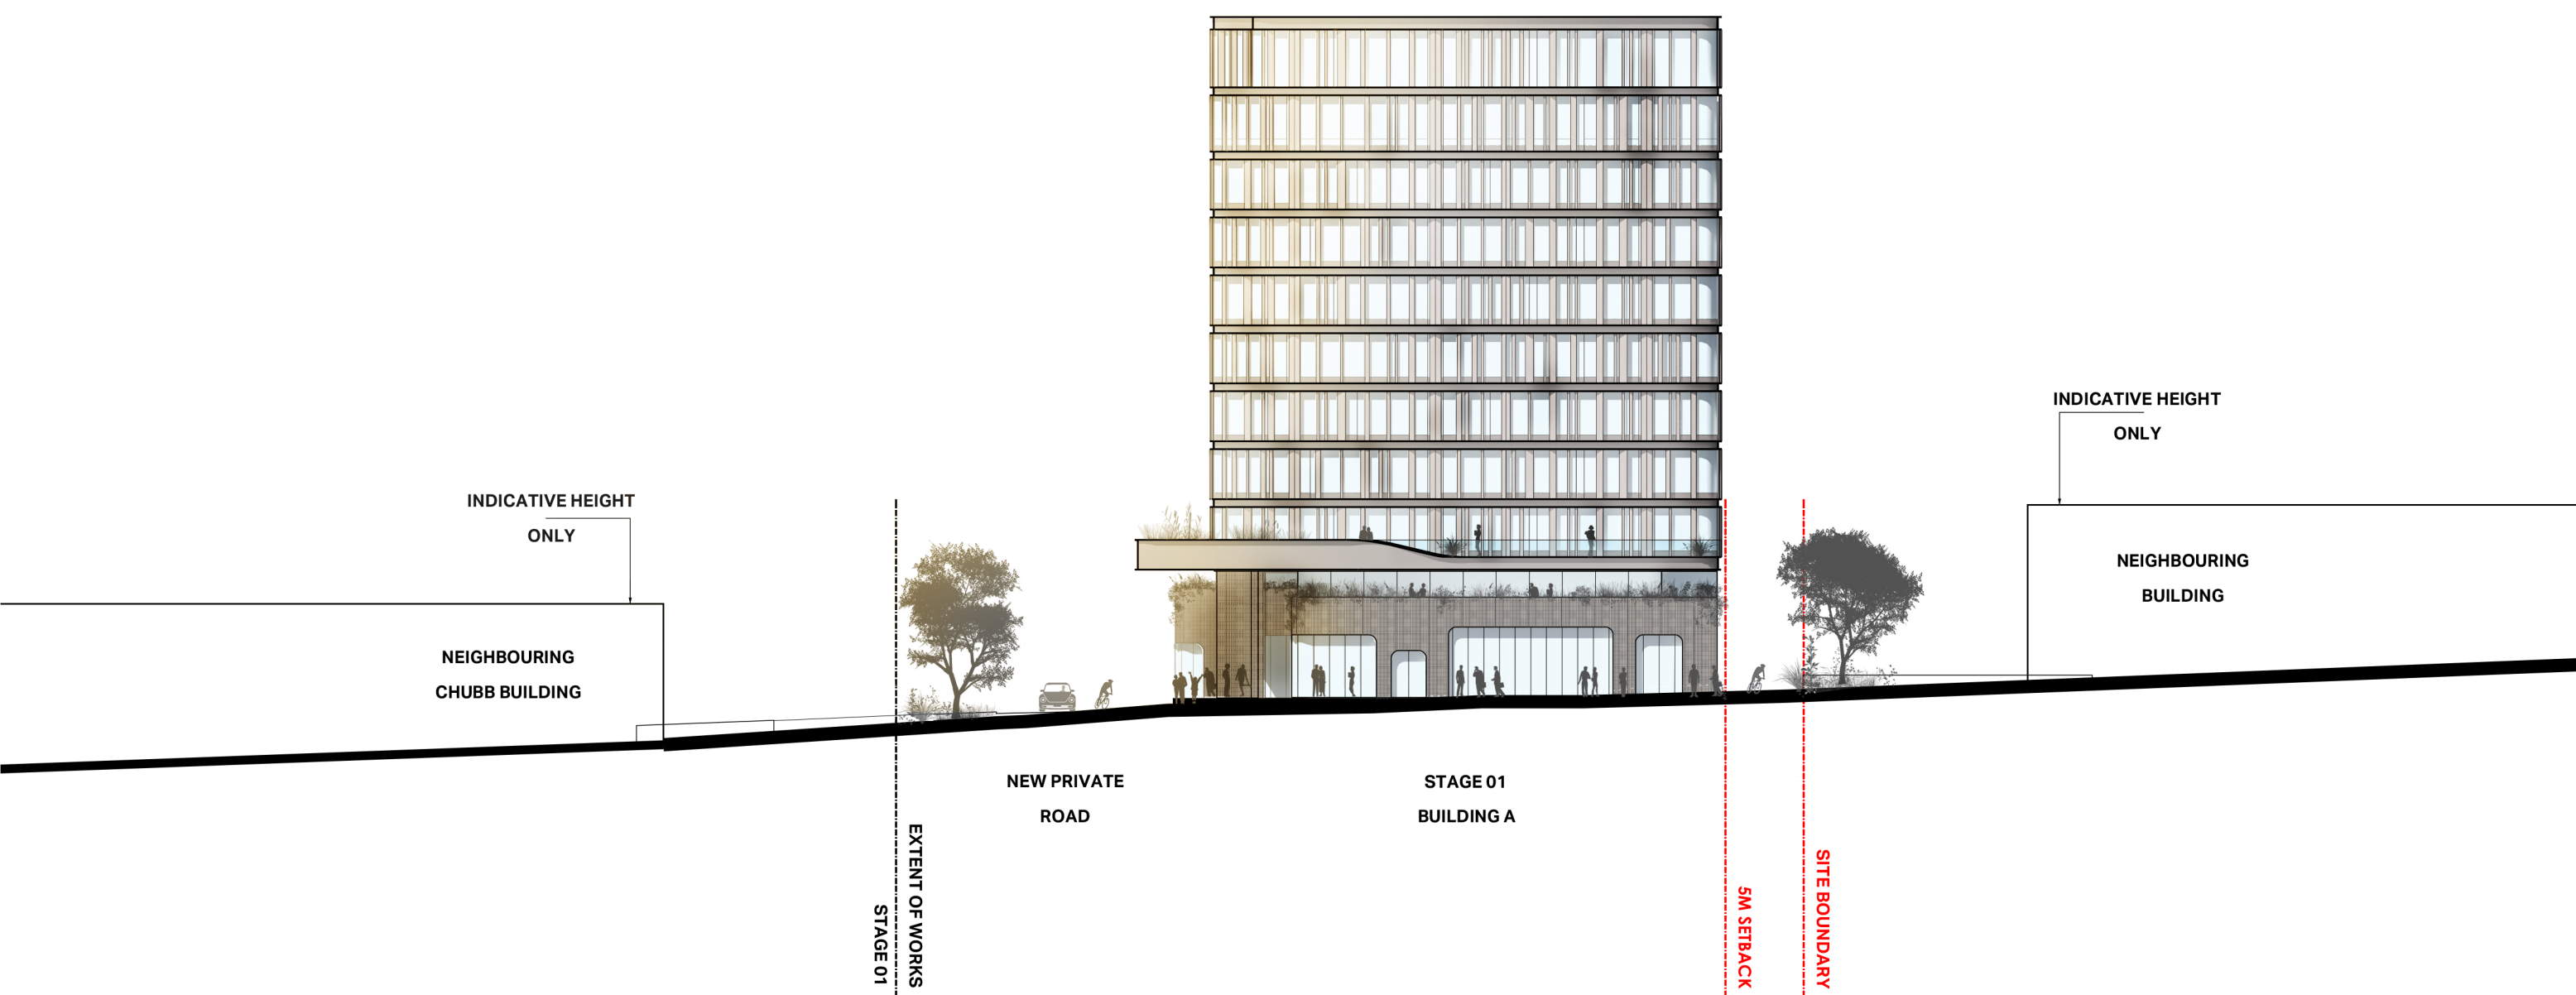 INDICATIVE HEIGHT
ONLY
INDICATIVE HEIGHT
ONLY
NEIGHBOURING
BUILDING
NEIGHBOURING
CHUBB BUILDING
NEW PRIVATE
ROAD
STAGE 01
BUILDING A
EXTENT OF WORKS
STAGE 01
5M SETBACK
SITE BOUNDARY